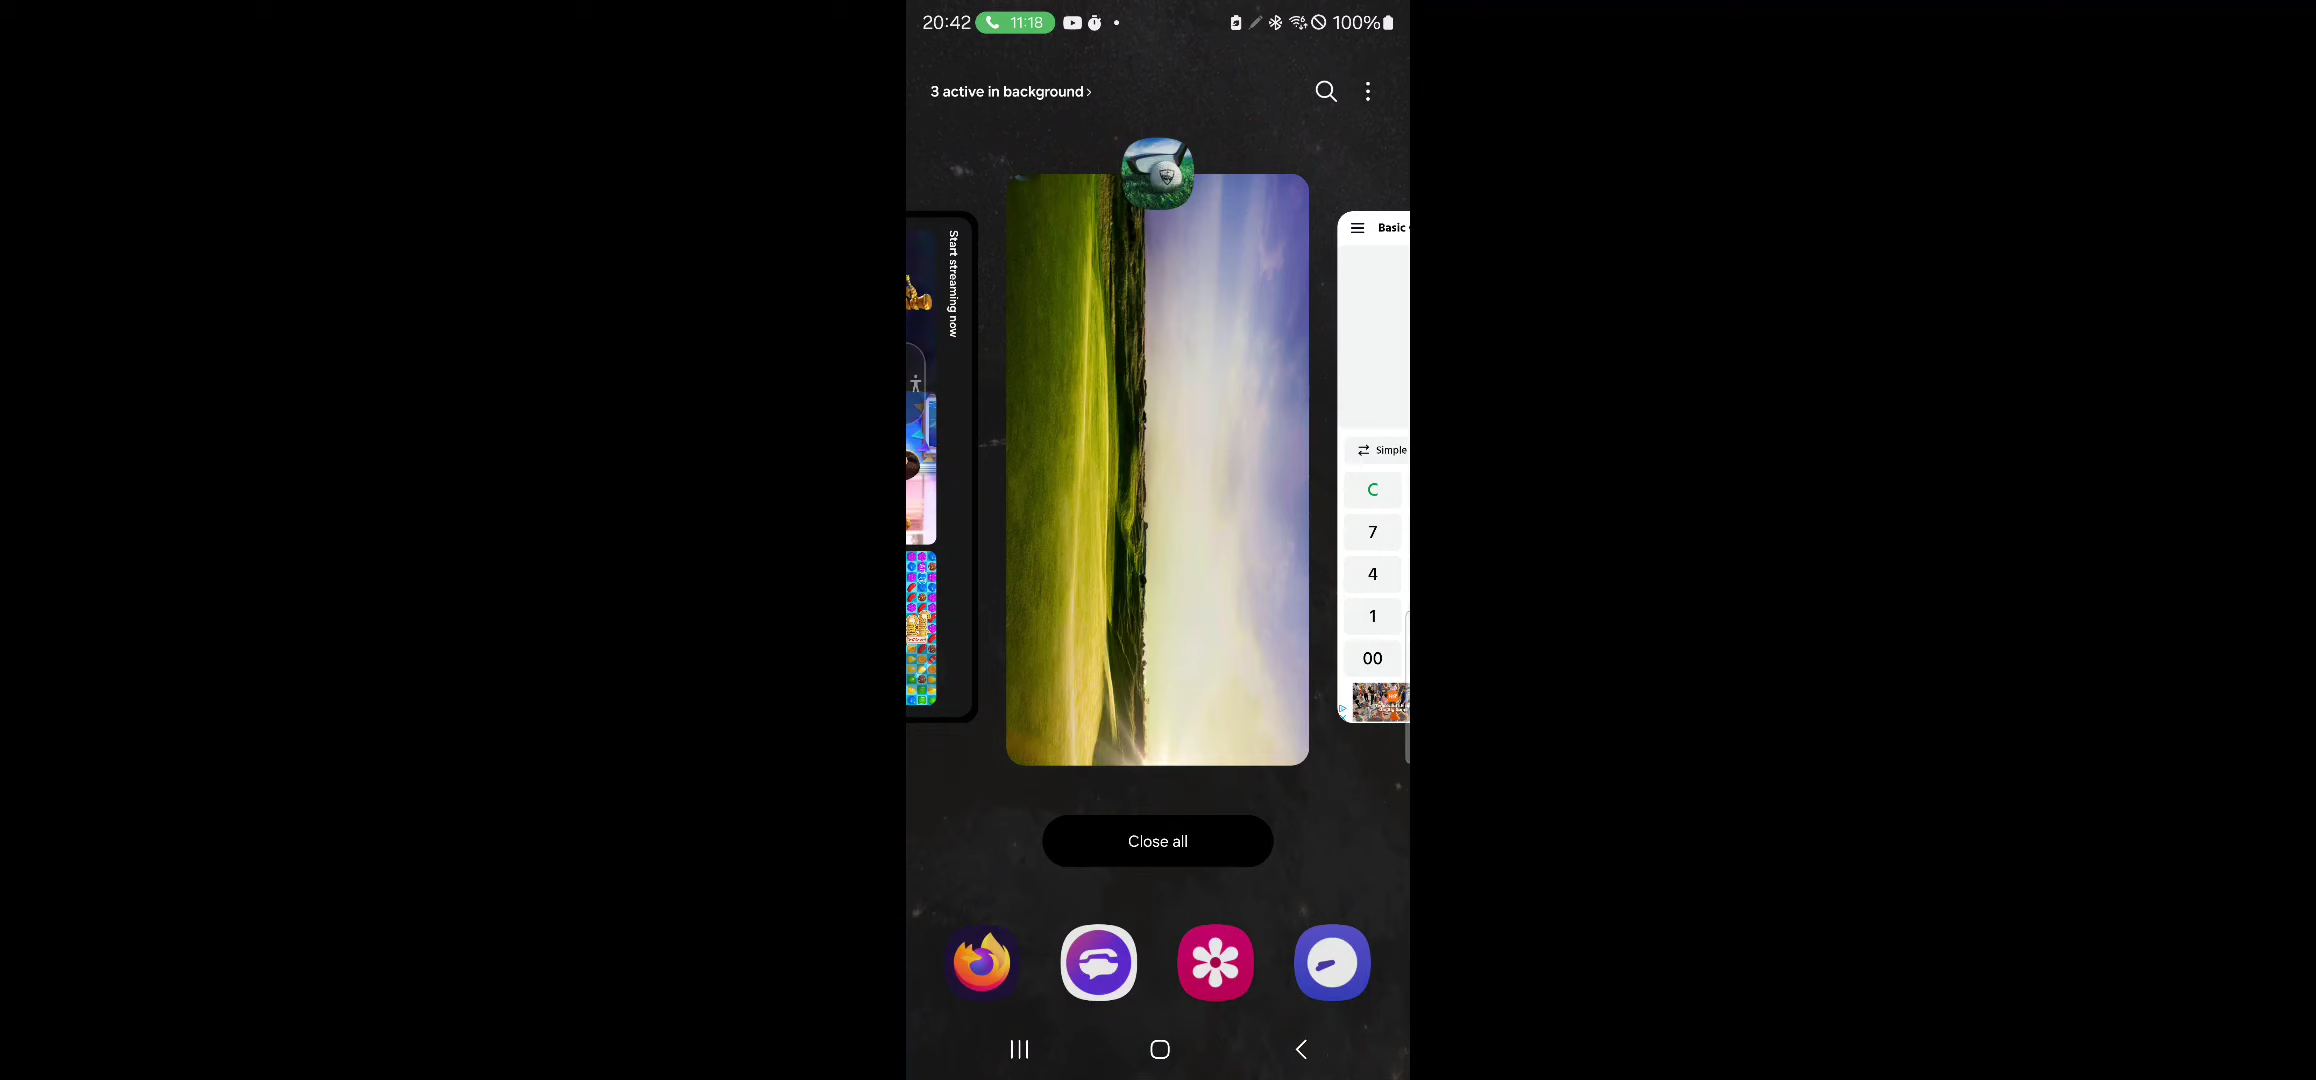 20:42 11:18 100%
3 active in background
Start streaming now
Basic
Simple
C
7
4
1
00
Close all